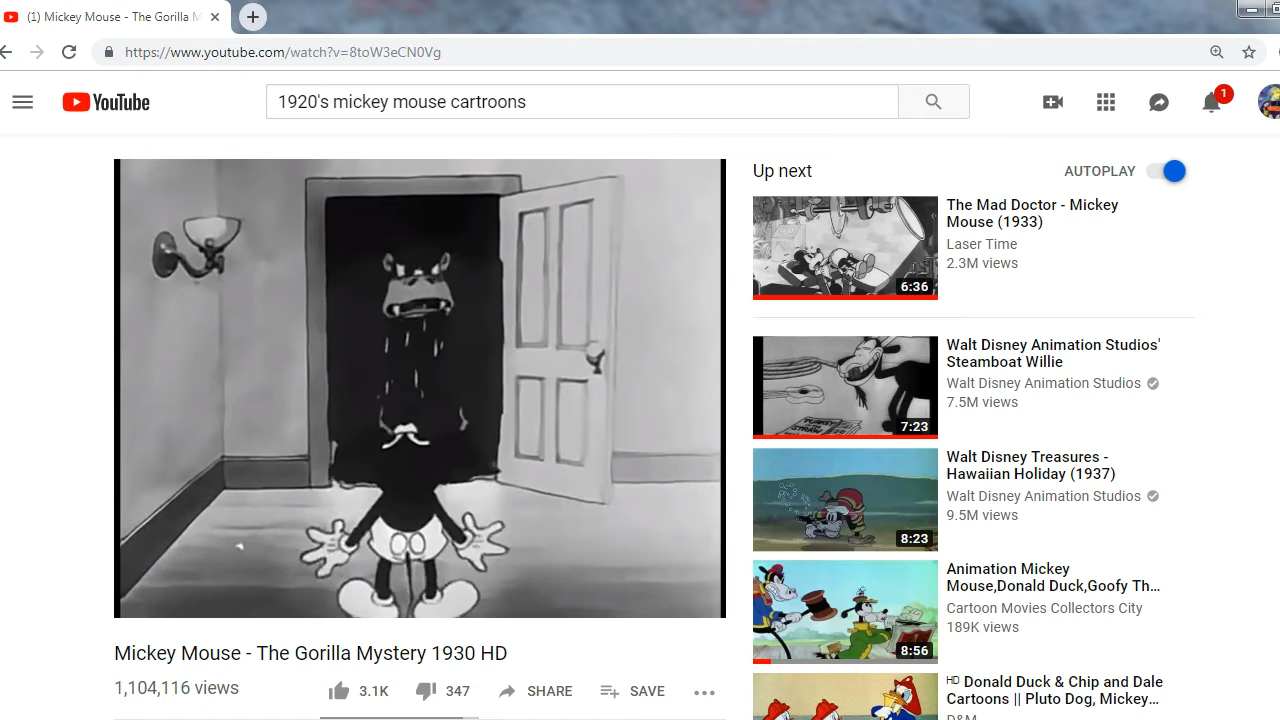 (1) Mickey Mouse - The Gorilla M
https://www.youtube.com/watch?v=8toW3eCN0Vg
YouTube
1920's mickey mouse cartroons
1
Up next
AUTOPLAY
The Mad Doctor - Mickey
Mouse (1933)
Laser Time
2.3M views
6:36
Walt Disney Animation Studios'
Steamboat Willie
Walt Disney Animation Studios
7.5M views
7:23
Walt Disney Treasures -
Hawaiian Holiday (1937)
Walt Disney Animation Studios
9.5M views
8:23
Animation Mickey
Mouse,Donald Duck,Goofy Th...
Cartoon Movies Collectors City
189K views
8:56
HD Donald Duck & Chip and Dale
Cartoons || Pluto Dog, Mickey...
Mickey Mouse - The Gorilla Mystery 1930 HD
1,104,116 views
3.1K
347
SHARE
SAVE